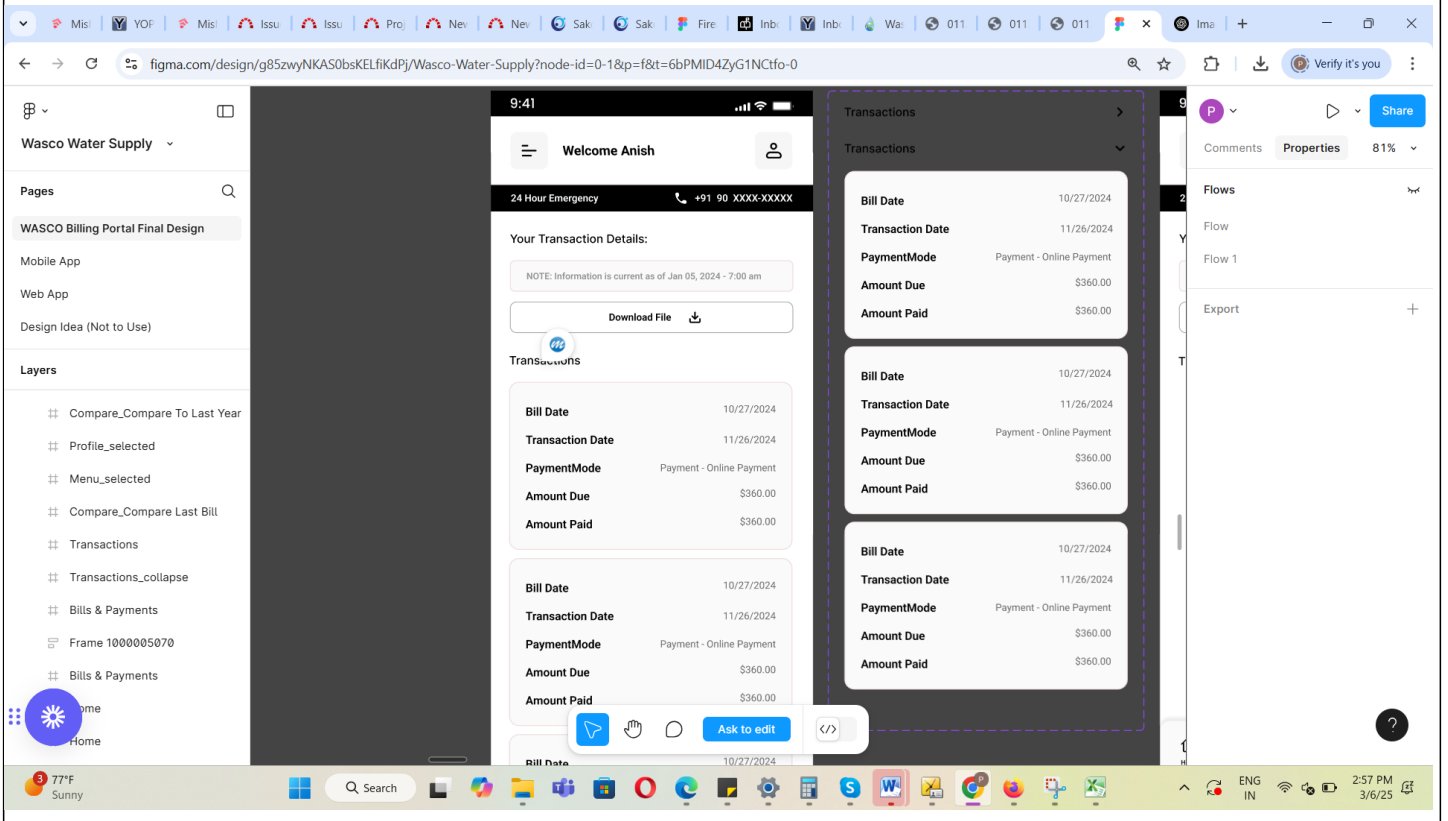 Misl
YOP
Misl
Issu
Issu
Proj
Nev
Nev
Sak
Sak
Fire
Inb
Inb
Was
011
011
011
Ima
figma.com/design/g85zwyNKAS0bsKELfiKdPj/Wasco-Water-Supply?node-id=0-1&p=f&t=6bPMID4ZyG1NCtfo-0
P
Verify it's you
Wasco Water Supply
Pages
WASCO Billing Portal Final Design
Mobile App
Web App
Design Idea (Not to Use)
Layers
Compare_Compare To Last Year
Profile_selected
Menu_selected
Compare_Compare Last Bill
Transactions
Transactions_collapse
Bills & Payments
Frame 1000005070
Bills & Payments
ome
Home
9:41
Welcome Anish
24 Hour Emergency +91 90 XXXX-XXXXX
Your Transaction Details:
NOTE: Information is current as of Jan 05, 2024 - 7:00 am
Download File
Transactions
Bill Date 10/27/2024
Transaction Date 11/26/2024
PaymentMode Payment - Online Payment
Amount Due $360.00
Amount Paid $360.00
Bill Date 10/27/2024
Transaction Date 11/26/2024
PaymentMode Payment - Online Payment
Amount Due $360.00
Amount Paid $360.00
Bill Date 10/27/2024
Transactions
Transactions
Bill Date 10/27/2024
Transaction Date 11/26/2024
PaymentMode Payment - Online Payment
Amount Due $360.00
Amount Paid $360.00
Bill Date 10/27/2024
Transaction Date 11/26/2024
PaymentMode Payment - Online Payment
Amount Due $360.00
Amount Paid $360.00
Bill Date 10/27/2024
Transaction Date 11/26/2024
PaymentMode Payment - Online Payment
Amount Due $360.00
Amount Paid $360.00
9
2
Y
T
H
Ask to edit
P
Share
Comments Properties 81%
Flows
Flow
Flow 1
Export
?
3
77°F
Sunny
Search
ENG
IN
2:57 PM
3/6/25